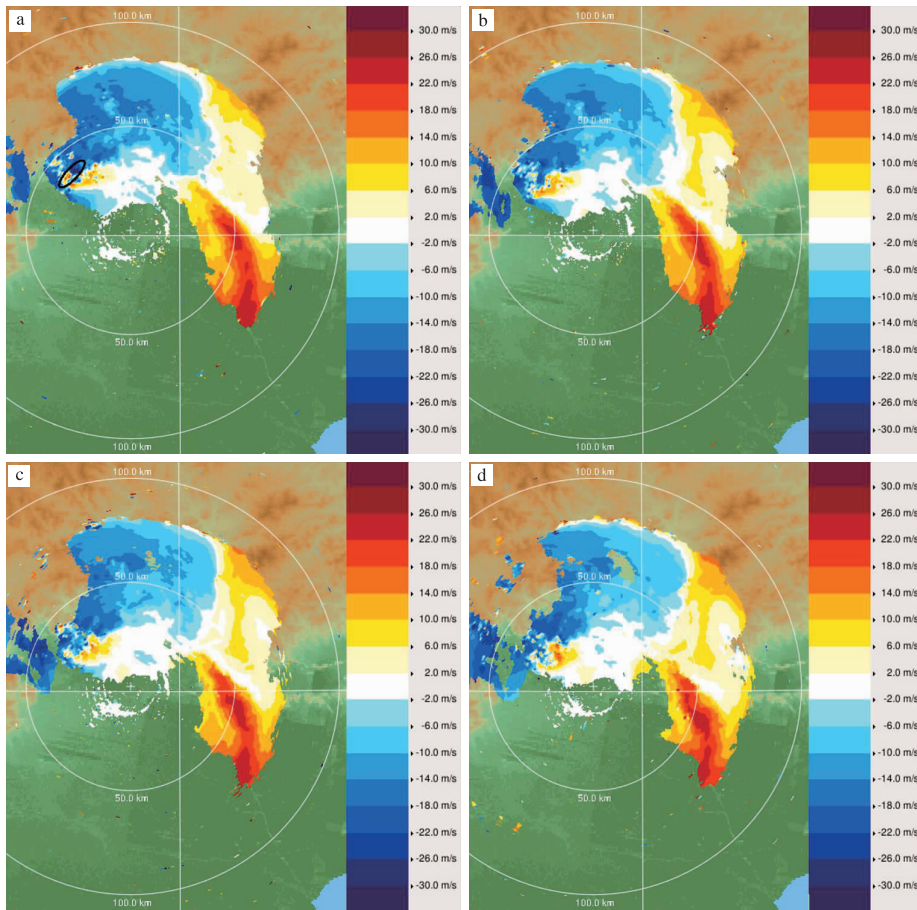 a
100.0 km
50.0 km
50.0 km
100.0 km
30.0 m/s
26.0 m/s
22.0 m/s
18.0 m/s
14.0 m/s
10.0 m/s
6.0 m/s
2.0 m/s
-2.0 m/s
-6.0 m/s
-10.0 m/s
-14.0 m/s
-18.0 m/s
-22.0 m/s
-26.0 m/s
-30.0 m/s
b
100.0 km
50.0 km
50.0 km
100.0 km
30.0 m/s
26.0 m/s
22.0 m/s
18.0 m/s
14.0 m/s
10.0 m/s
6.0 m/s
2.0 m/s
-2.0 m/s
-6.0 m/s
-10.0 m/s
-14.0 m/s
-18.0 m/s
-22.0 m/s
-26.0 m/s
-30.0 m/s
c
100.0 km
50.0 km
50.0 km
100.0 km
30.0 m/s
26.0 m/s
22.0 m/s
18.0 m/s
14.0 m/s
10.0 m/s
6.0 m/s
2.0 m/s
-2.0 m/s
-6.0 m/s
-10.0 m/s
-14.0 m/s
-18.0 m/s
-22.0 m/s
-26.0 m/s
-30.0 m/s
d
100.0 km
50.0 km
50.0 km
100.0 km
30.0 m/s
26.0 m/s
22.0 m/s
18.0 m/s
14.0 m/s
10.0 m/s
6.0 m/s
2.0 m/s
-2.0 m/s
-6.0 m/s
-10.0 m/s
-14.0 m/s
-18.0 m/s
-22.0 m/s
-26.0 m/s
-30.0 m/s